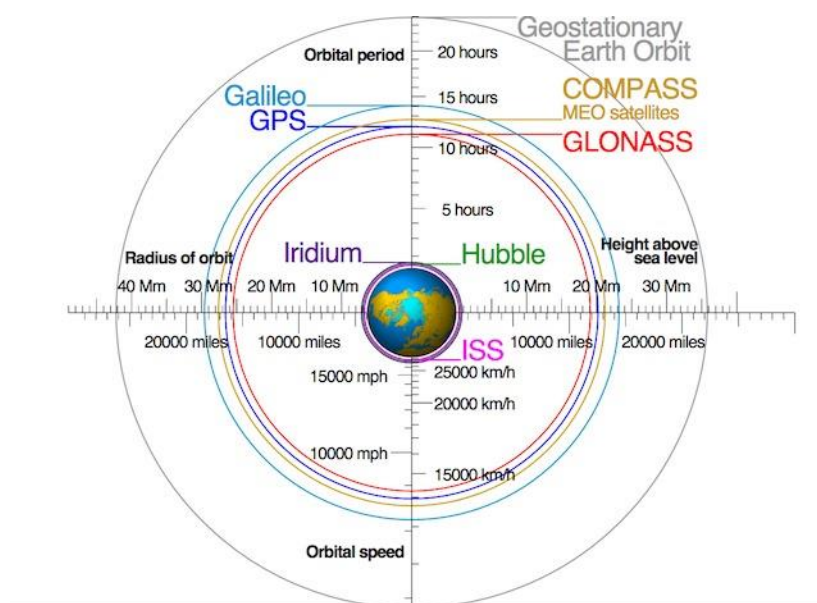 Geostationary
Earth Orbit
Orbital period
20 hours
COMPASS
MEO satellites
Galileo
15 hours
GPS
GLONASS
10 hours
5 hours
Iridium
Hubble
Radius of orbit
Height above
sea level
40 Mm 30 Mm 20 Mm 10 Mm 10 Mm 20 Mm 30 Mm
20000 miles 10000 miles 10000 miles 20000 miles
ISS
25000 km/h
15000 mph
20000 km/h
10000 mph
15000 km/h
Orbital speed